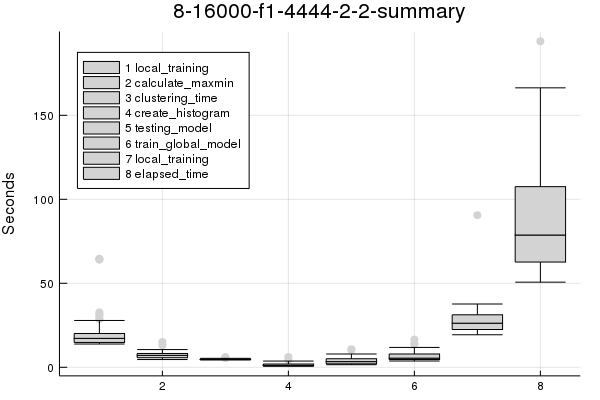 8-16000-f1-4444-2-2-summary
1 local_training
2 calculate_maxmin
3 clustering_time
4 create_histogram
5 testing_model
6 train_global_model
7 local_training
8 elapsed_time
Seconds
150
100
50
0
2 4 6 8